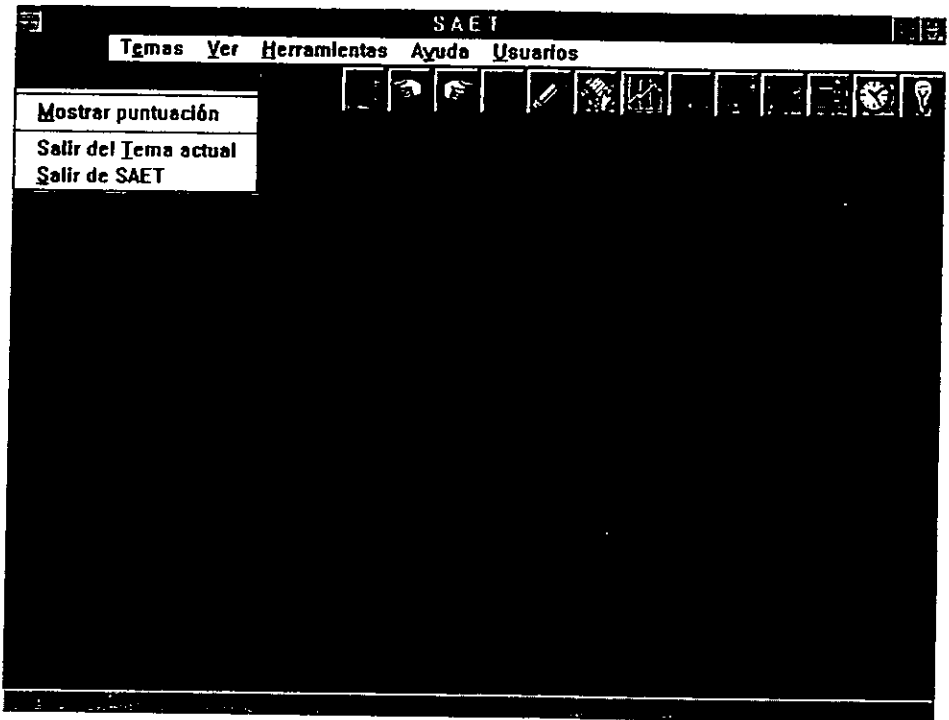 SAET
Temas Ver Herramientas Ayuda Usuarios
Mostrar puntuación
Salir del Tema actual
Salir de SAET